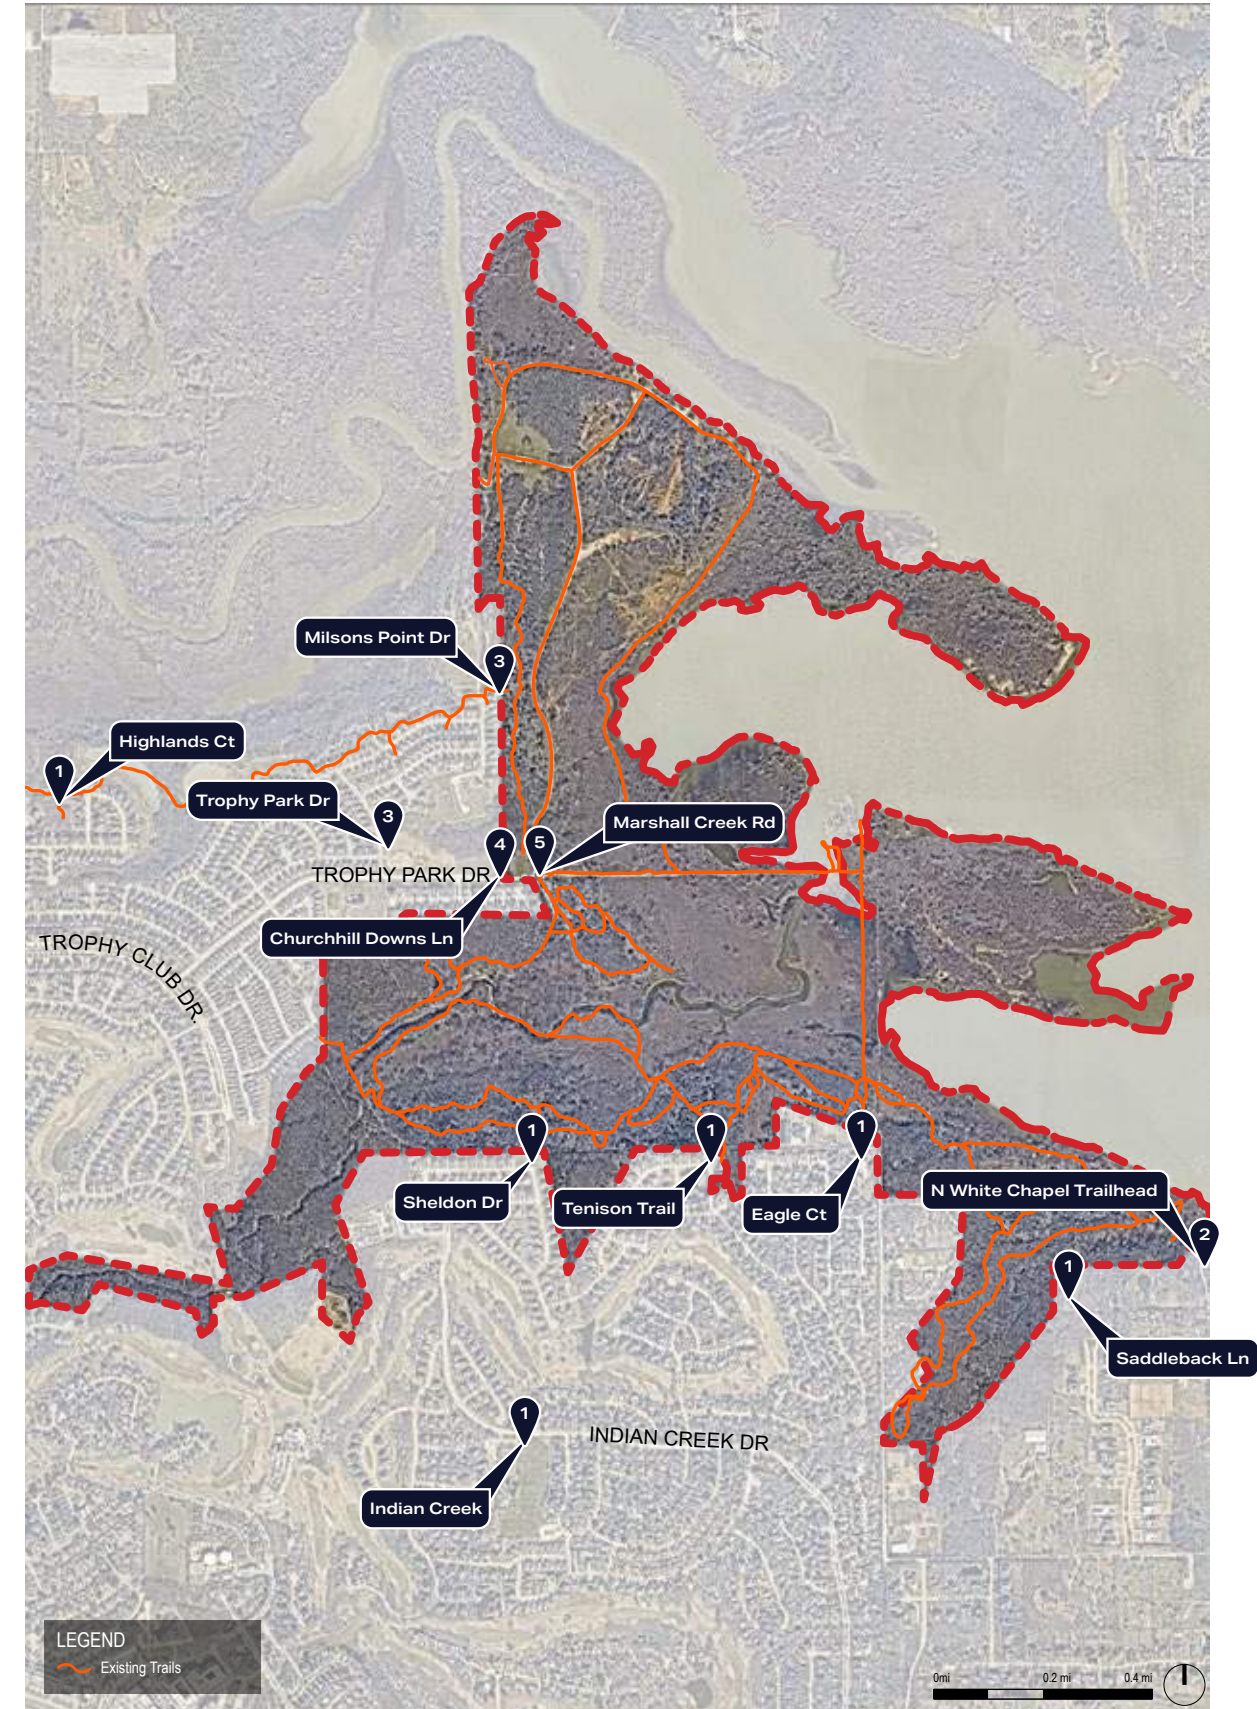 Milsons Point Dr
3
Highlands Ct
1
Trophy Park Dr
3
Marshall Creek Rd
4
5
TROPHY PARK DR
Churchhill Downs Ln
TROPHY CLUB DR.
1
1
1
Sheldon Dr
Tenison Trail
Eagle Ct
N White Chapel Trailhead
2
1
Saddleback Ln
1
INDIAN CREEK DR
Indian Creek
LEGEND
Existing Trails
0mi
0.2 mi
0.4 mi